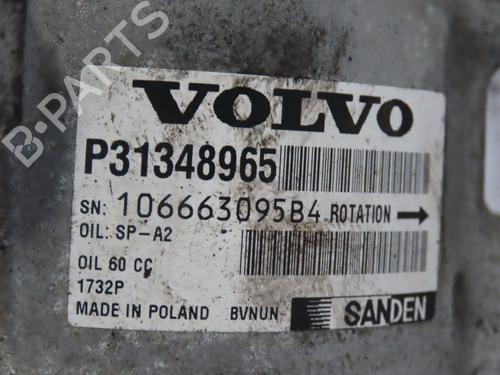 B-PARTS
VOLVO
P31348965
SN: 106663095B4 ROTATION
OIL: SP-A2
OIL 60 CC
1732P
MADE IN POLAND BVNUN SANDEN